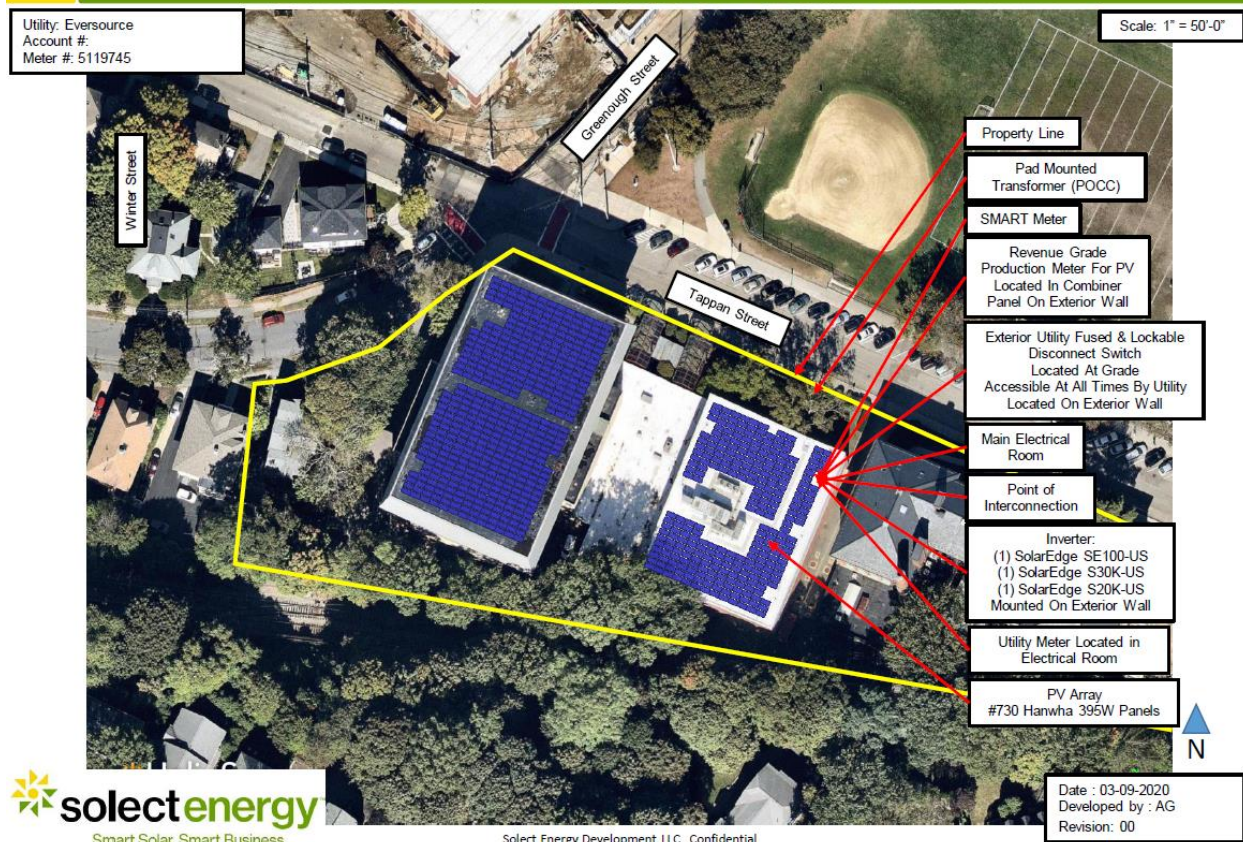 Utility: Eversource
Account #:
Meter #: 5119745
Scale: 1" = 50'-0"
Greenough Street
Winter Street
Tappan Street
Property Line
Pad Mounted
Transformer (POCC)
SMART Meter
Revenue Grade
Production Meter For PV
Located In Combiner
Panel On Exterior Wall
Exterior Utility Fused & Lockable
Disconnect Switch
Located At Grade
Accessible At All Times By Utility
Located On Exterior Wall
Main Electrical
Room
Point of
Interconnection
Inverter:
(1) SolarEdge SE100-US
(1) SolarEdge S30K-US
(1) SolarEdge S20K-US
Mounted On Exterior Wall
Utility Meter Located in
Electrical Room
PV Array
#730 Hanwha 395W Panels
N
solectenergy
Smart Solar. Smart Business.
Solect Energy Development LLC. Confidential
Date : 03-09-2020
Developed by : AG
Revision: 00